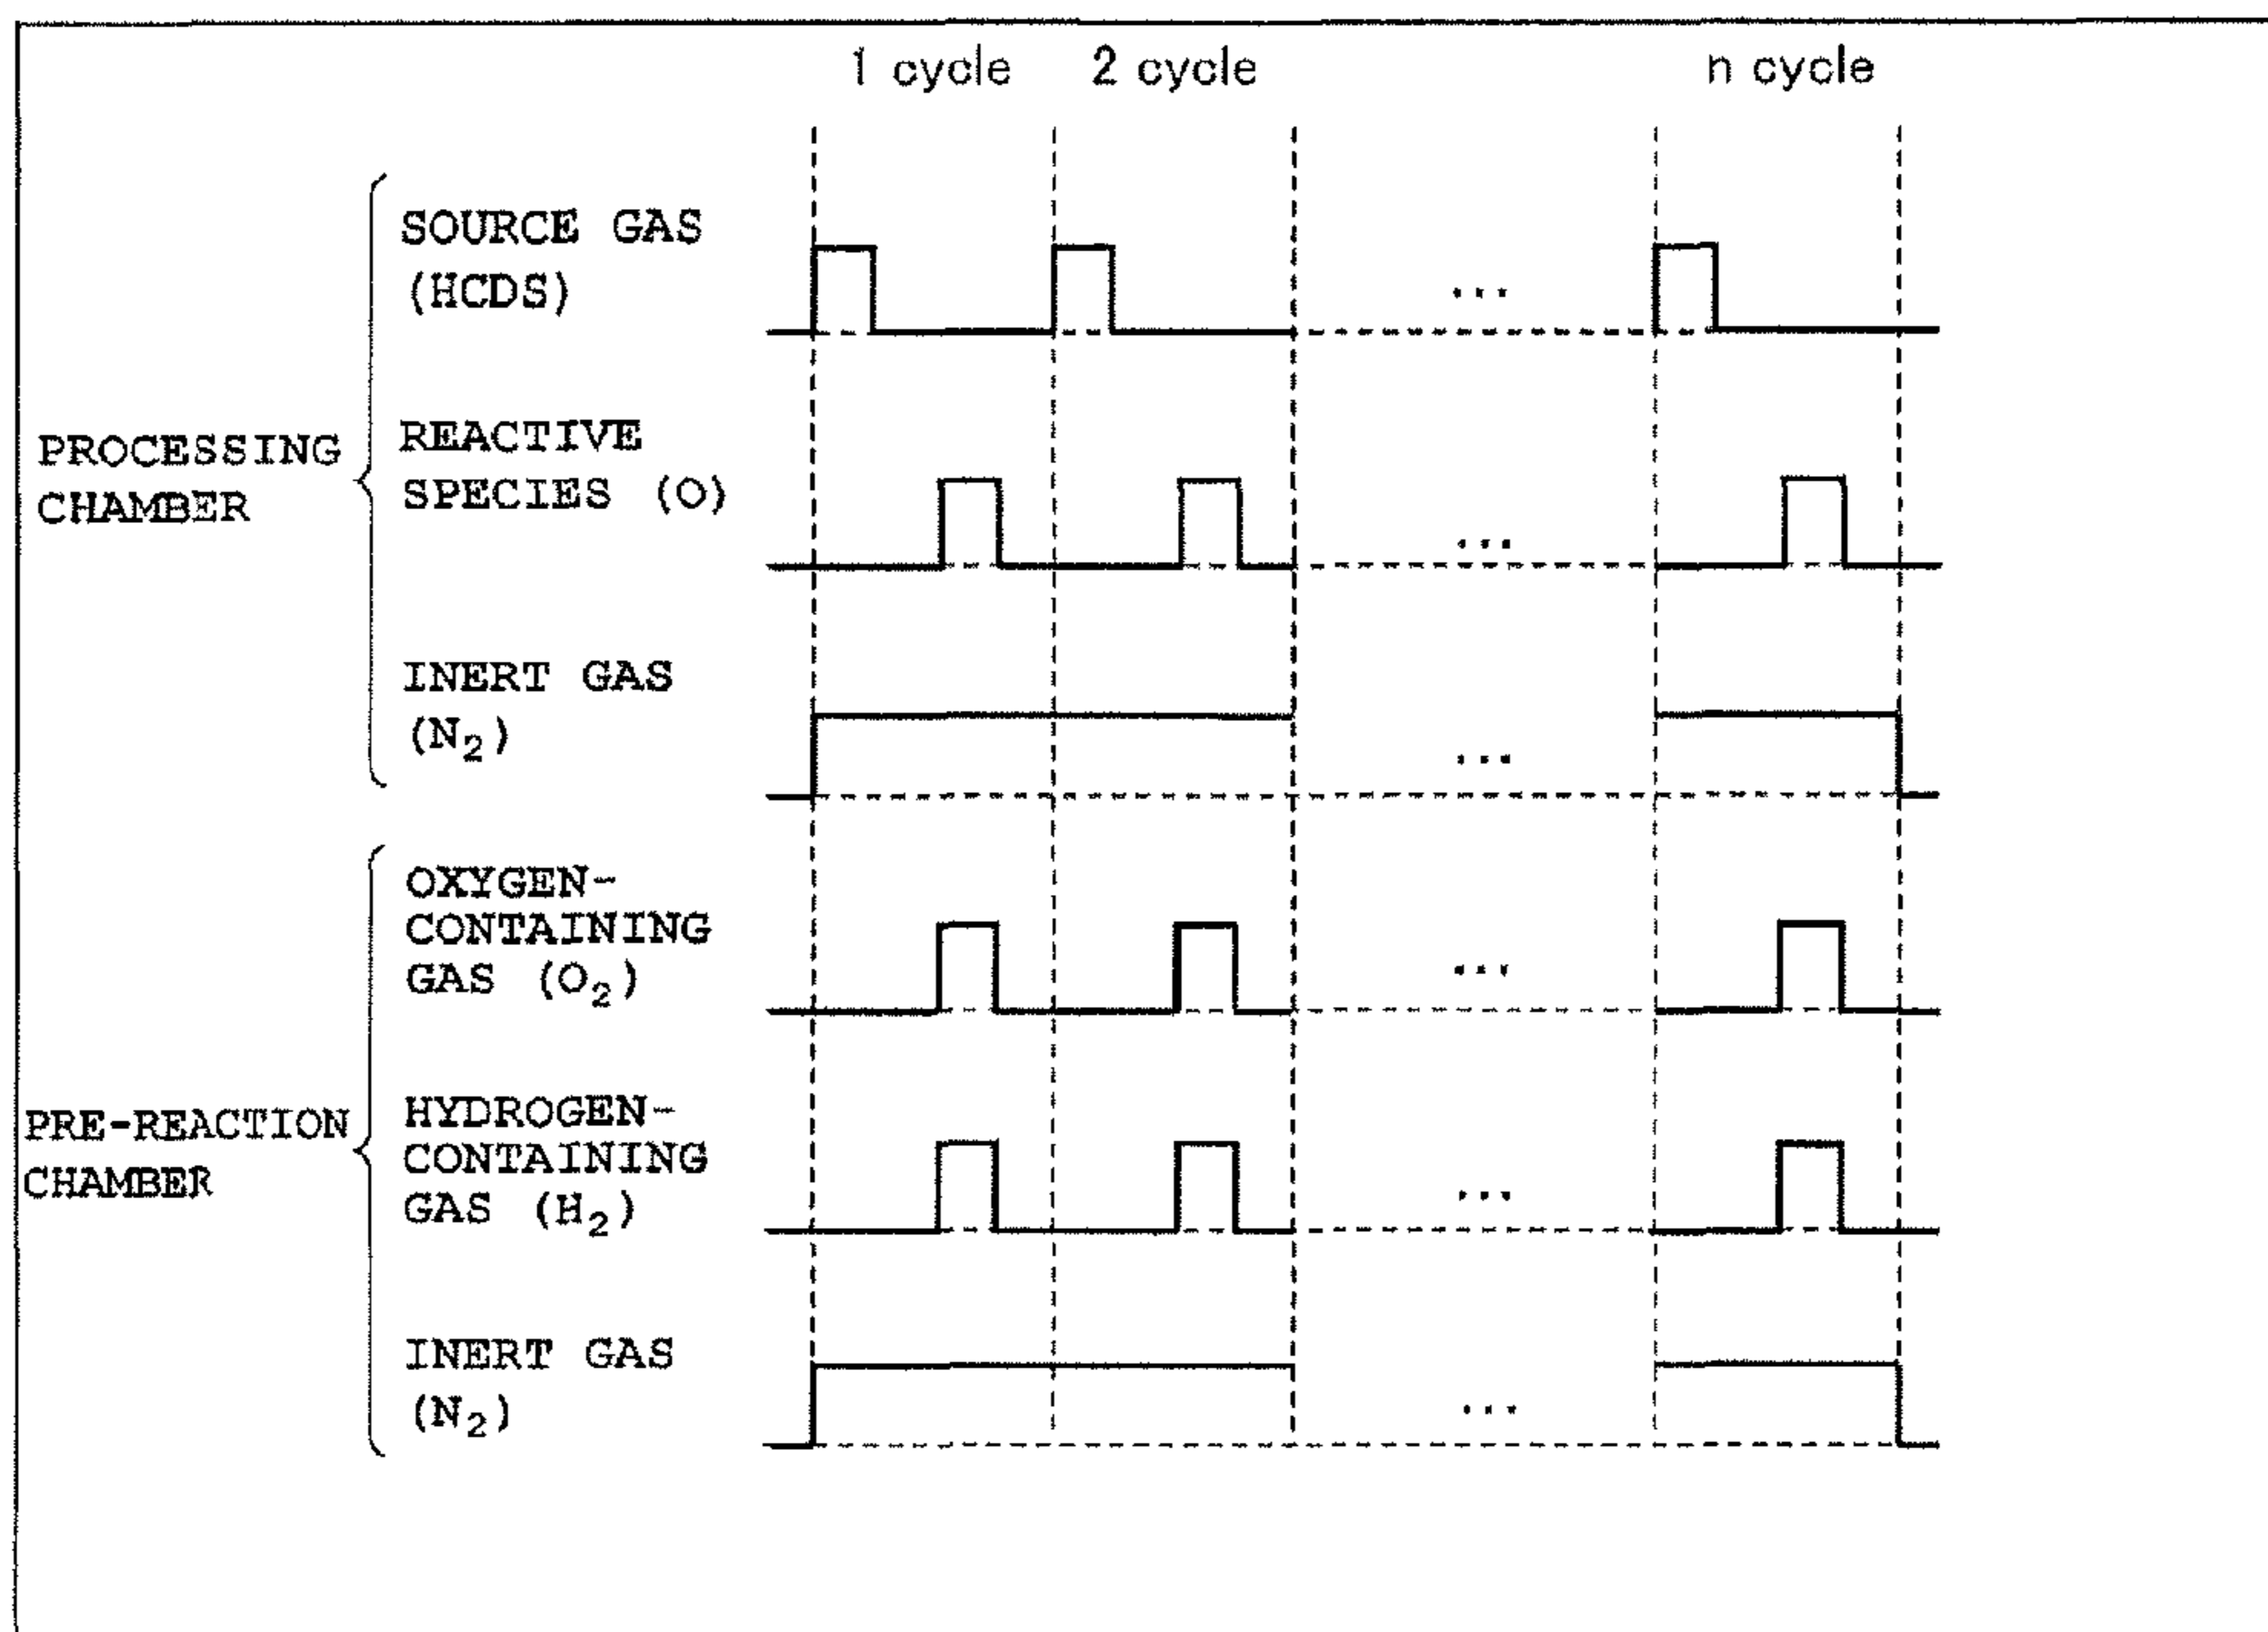 1 cycle 2 cycle n cycle
SOURCE GAS
(HCDS)
...
PROCESSING
CHAMBER
REACTIVE
SPECIES (O)
...
INERT GAS
(N₂)
...
OXYGEN-
CONTAINING
GAS (O₂)
...
PRE-REACTION
CHAMBER
HYDROGEN-
CONTAINING
GAS (H₂)
...
INERT GAS
(N₂)
...